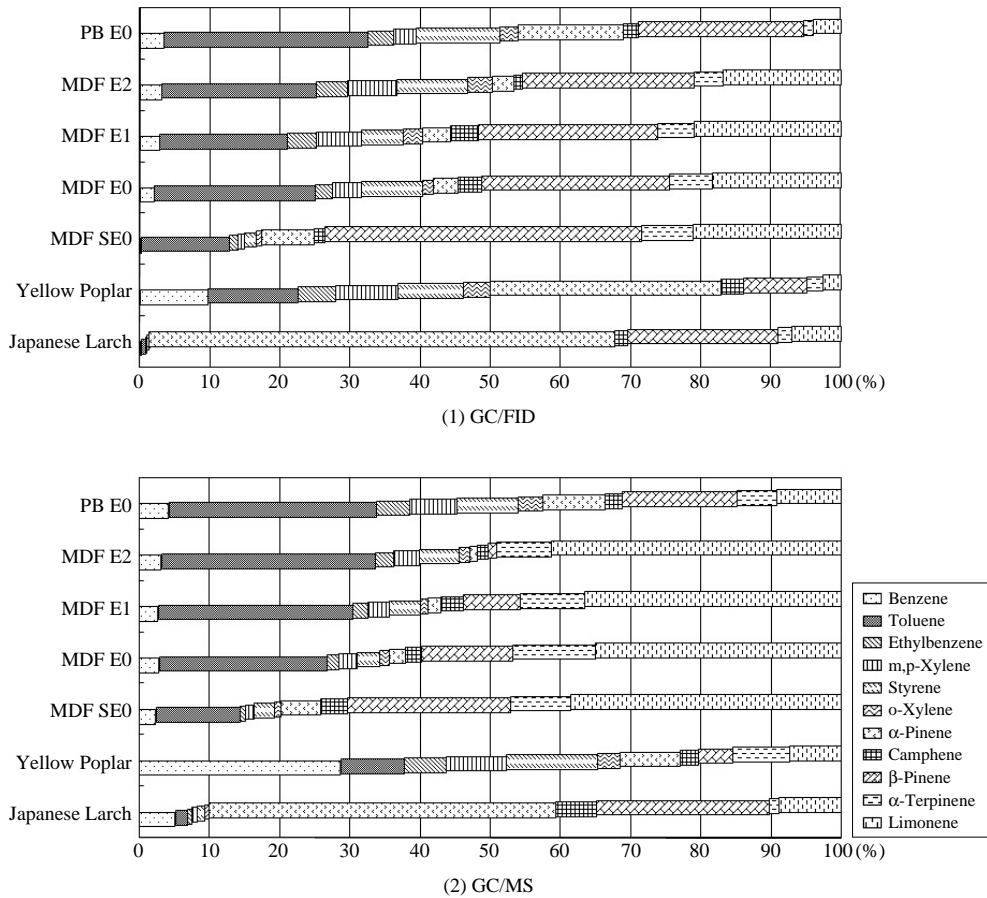 PB E0
MDF E2
MDF E1
MDF E0
MDF SE0
Yellow Poplar
Japanese Larch
0 10 20 30 40 50 60 70 80 90 100 (%)
(1) GC/FID
PB E0
MDF E2
MDF E1
MDF E0
MDF SE0
Yellow Poplar
Japanese Larch
0 10 20 30 40 50 60 70 80 90 100 (%)
(2) GC/MS
Benzene
Toluene
Ethylbenzene
m,p-Xylene
Styrene
o-Xylene
α-Pinene
Camphene
β-Pinene
α-Terpinene
Limonene